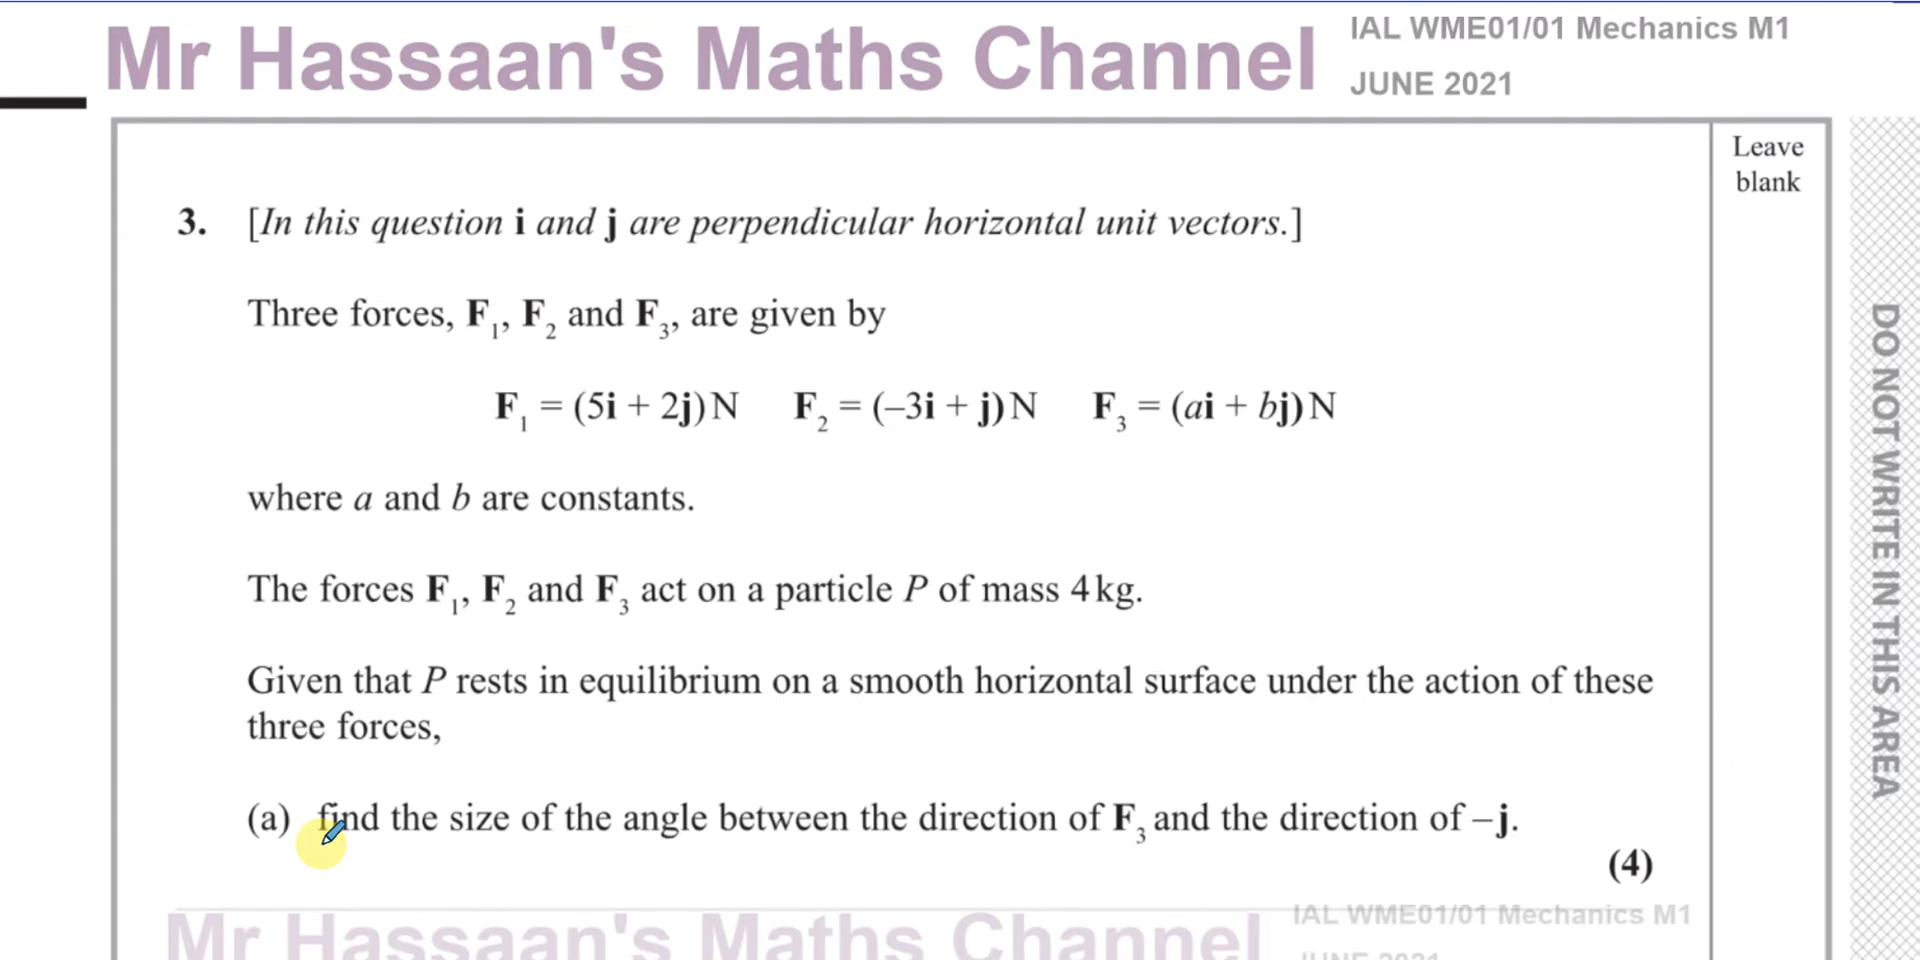 Mr Hassaan's Maths Channel
IAL WME01/01 Mechanics M1
JUNE 2021
Leave
blank
3. [In this question i and j are perpendicular horizontal unit vectors.]
Three forces, F₁, F₂ and F₃, are given by
F₁ = (5i + 2j) N F₂ = (–3i + j) N F₃ = (ai + bj) N
where a and b are constants.
The forces F₁, F₂ and F₃ act on a particle P of mass 4 kg.
Given that P rests in equilibrium on a smooth horizontal surface under the action of these
three forces,
(a) find the size of the angle between the direction of F₃ and the direction of –j.
(4)
Mr Hassaan's Maths Channel
IAL WME01/01 Mechanics M1
JUNE 2021
DO NOT WRITE IN THIS AREA